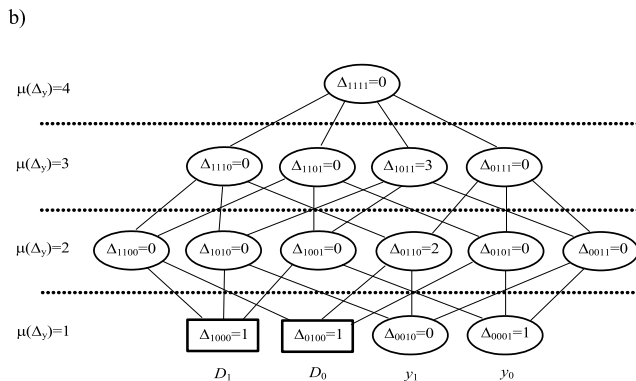 b)
μ(Δy)=4 Δ1111=0
μ(Δy)=3 Δ1110=0 Δ1101=0 Δ1011=3 Δ0111=0
μ(Δy)=2 Δ1100=0 Δ1010=0 Δ1001=0 Δ0110=2 Δ0101=0 Δ0011=0
μ(Δy)=1 Δ1000=1 Δ0100=1 Δ0010=0 Δ0001=1
D1 D0 y1 y0